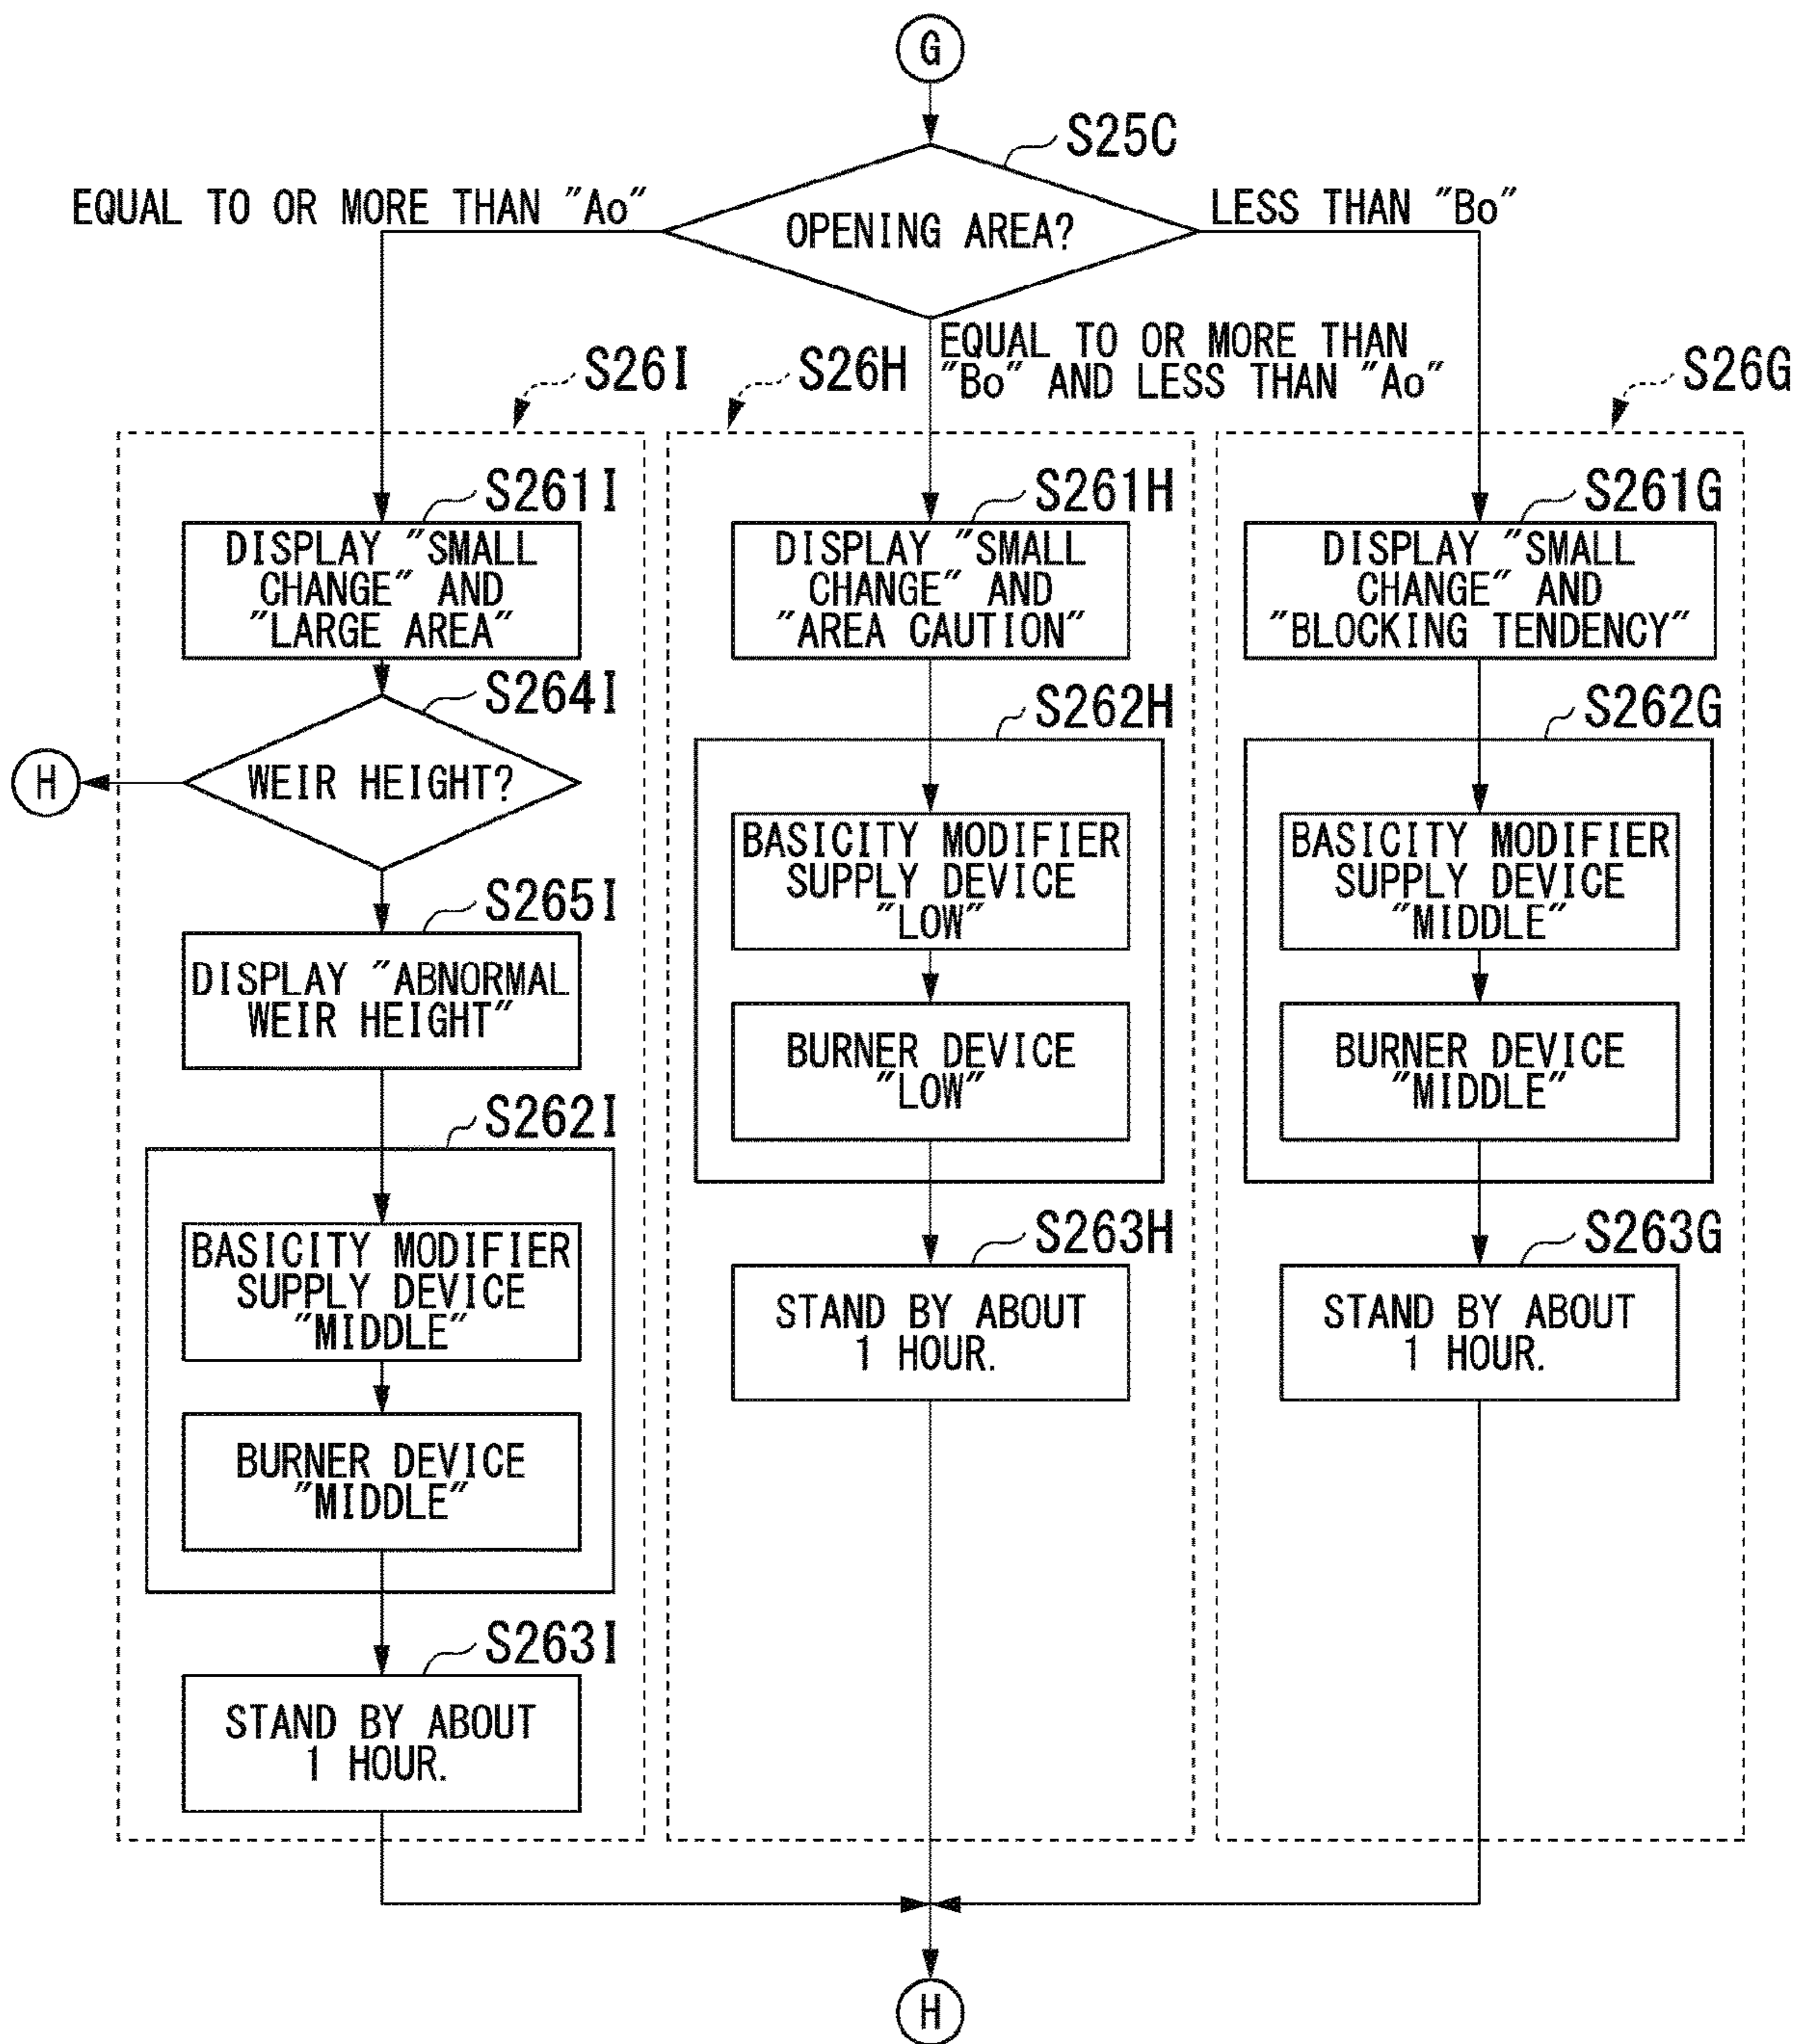 G
S25C
EQUAL TO OR MORE THAN "Ao"
OPENING AREA?
LESS THAN "Bo"
EQUAL TO OR MORE THAN
"Bo" AND LESS THAN "Ao"
S26I
S26H
S26G
S261I
DISPLAY "SMALL
CHANGE" AND
"LARGE AREA"
S264I
WEIR HEIGHT?
H
S265I
DISPLAY "ABNORMAL
WEIR HEIGHT"
S262I
BASICITY MODIFIER
SUPPLY DEVICE
"MIDDLE"
BURNER DEVICE
"MIDDLE"
S263I
STAND BY ABOUT
1 HOUR.
S261H
DISPLAY "SMALL
CHANGE" AND
"AREA CAUTION"
S262H
BASICITY MODIFIER
SUPPLY DEVICE
"LOW"
BURNER DEVICE
"LOW"
S263H
STAND BY ABOUT
1 HOUR.
S261G
DISPLAY "SMALL
CHANGE" AND
"BLOCKING TENDENCY"
S262G
BASICITY MODIFIER
SUPPLY DEVICE
"MIDDLE"
BURNER DEVICE
"MIDDLE"
S263G
STAND BY ABOUT
1 HOUR.
H